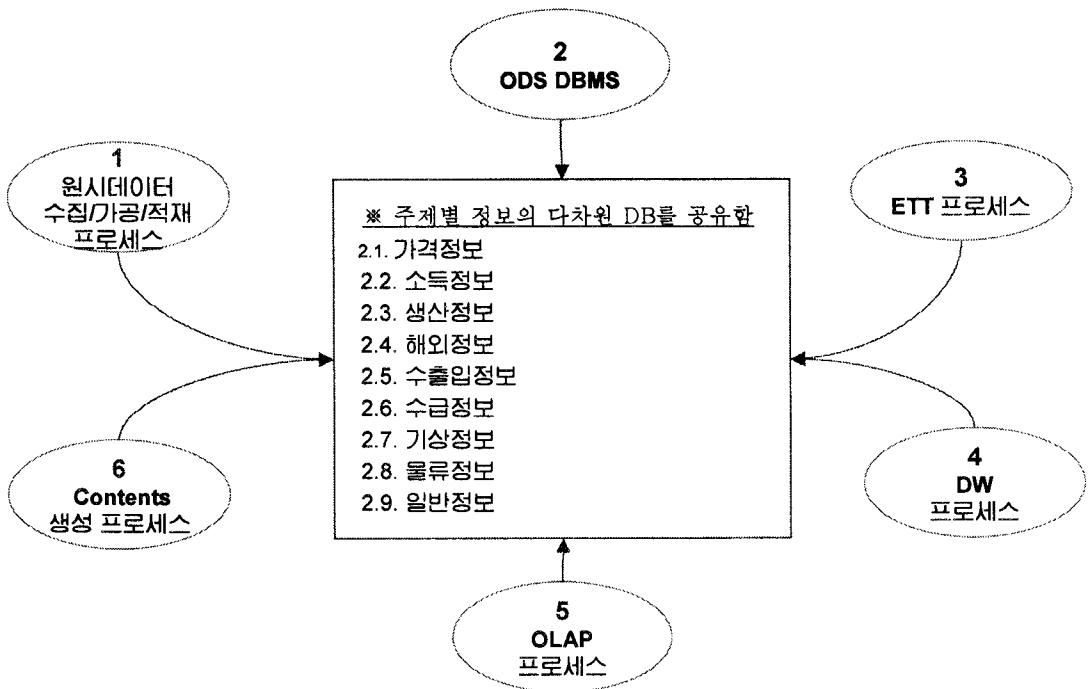 2
ODS DBMS
1
원시데이터
수집/가공/적재
프로세스
3
ETT 프로세스
※ 주제별 정보의 다차원 DB를 공유함
2.1. 가격정보
2.2. 소득정보
2.3. 생산정보
2.4. 해외정보
2.5. 수출입정보
2.6. 수급정보
2.7. 기상정보
2.8. 물류정보
2.9. 일반정보
6
Contents
생성 프로세스
4
DW
프로세스
5
OLAP
프로세스